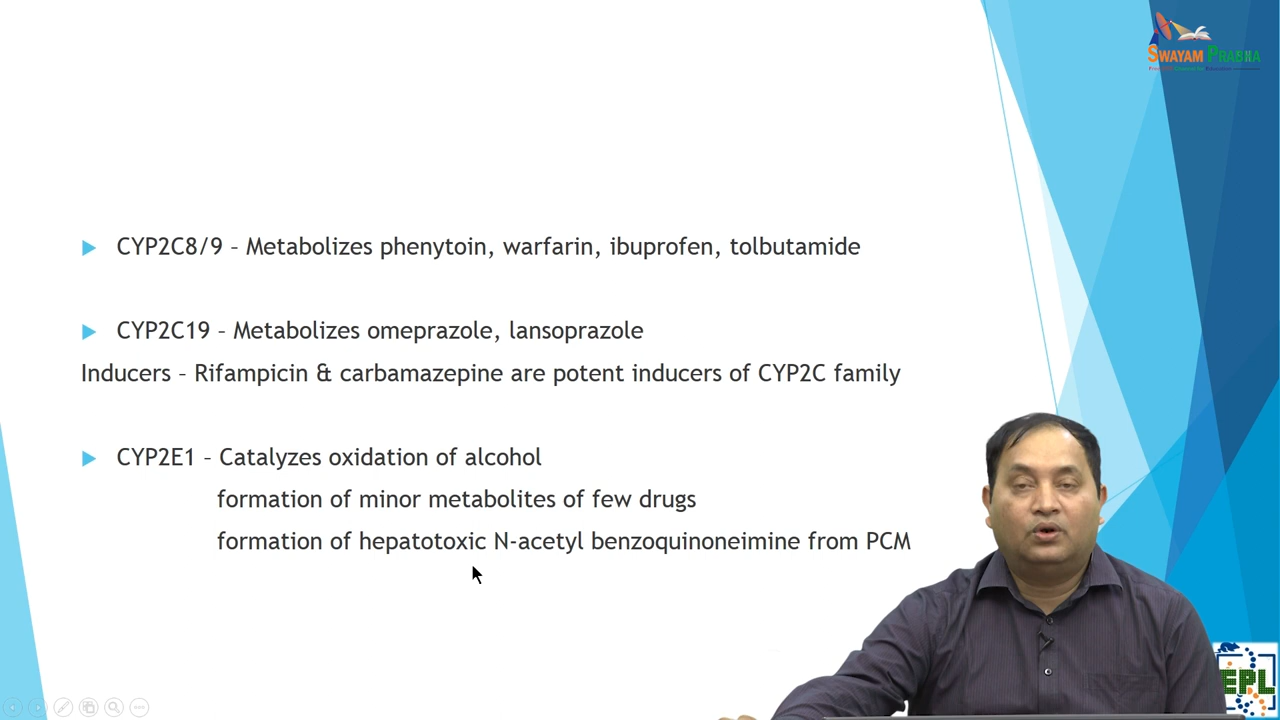 SWAYAM PRABHA
CYP2C8/9 – Metabolizes phenytoin, warfarin, ibuprofen, tolbutamide
CYP2C19 – Metabolizes omeprazole, lansoprazole
Inducers – Rifampicin & carbamazepine are potent inducers of CYP2C family
CYP2E1 – Catalyzes oxidation of alcohol
formation of minor metabolites of few drugs
formation of hepatotoxic N-acetyl benzoquinoneimine from PCM
EPL